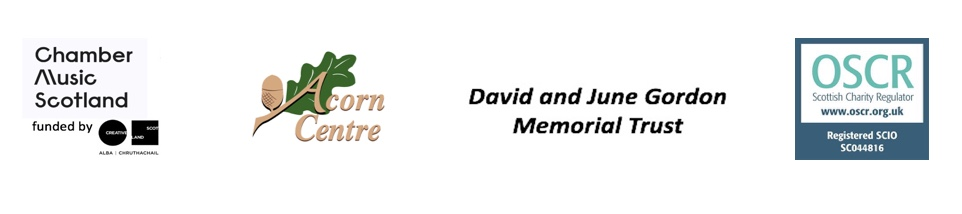 Chamber
Music
Scotland
funded by
CREATIVE SCOT
LAND
ALBA | CHRUTHACHAIL
Acorn
Centre
David and June Gordon
Memorial Trust
OSCR
Scottish Charity Regulator
www.oscr.org.uk
Registered SCIO
SC044816